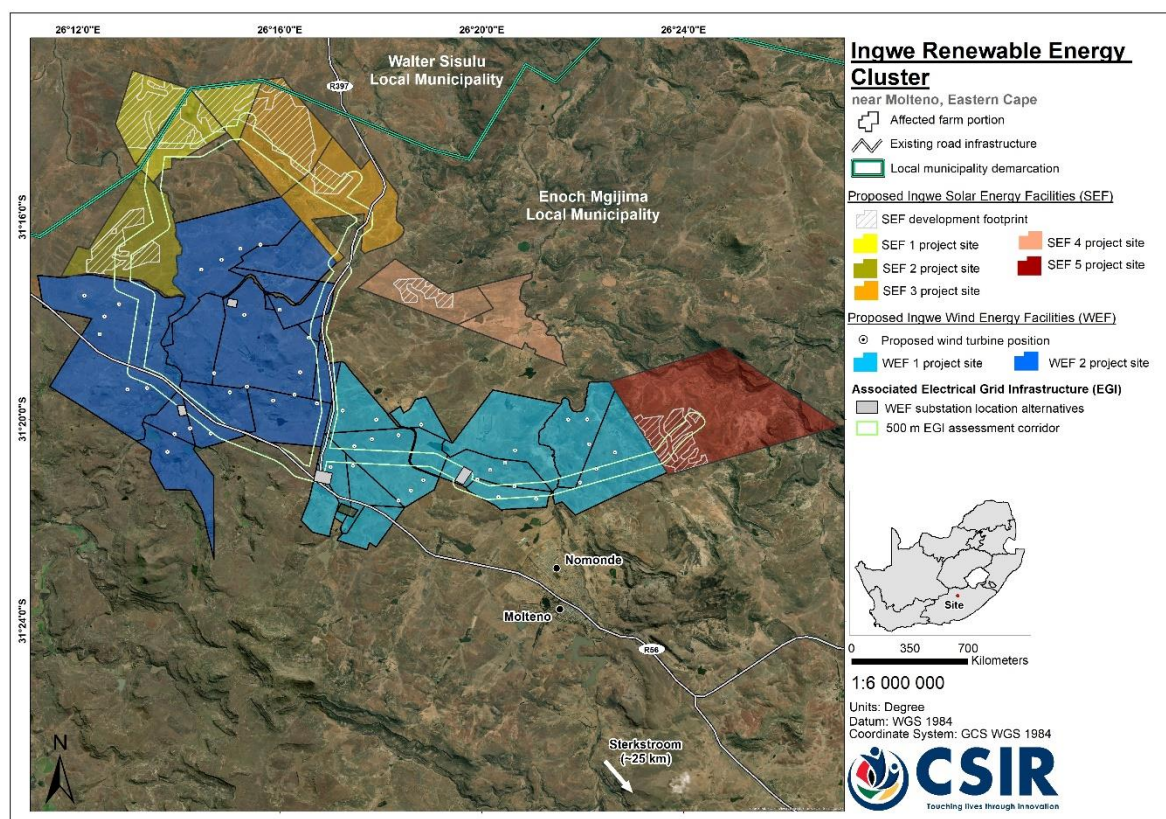 26°12'0"E
26°16'0"E
26°20'0"E
26°24'0"E
31°16'0"S
31°20'0"S
31°24'0"S
Walter Sisulu
Local Municipality
R397
Enoch Mgijima
Local Municipality
Nomonde
Molteno
R56
Sterkstroom
(~25 km)
N
Ingwe Renewable Energy
Cluster
near Molteno, Eastern Cape
Affected farm portion
Existing road infrastructure
Local municipality demarcation
Proposed Ingwe Solar Energy Facilities (SEF)
SEF development footprint
SEF 1 project site
SEF 4 project site
SEF 2 project site
SEF 5 project site
SEF 3 project site
Proposed Ingwe Wind Energy Facilities (WEF)
Proposed wind turbine position
WEF 1 project site
WEF 2 project site
Associated Electrical Grid Infrastructure (EGI)
WEF substation location alternatives
500 m EGI assessment corridor
Site
0 350 700
Kilometers
1:6 000 000
Units: Degree
Datum: WGS 1984
Coordinate System: GCS WGS 1984
CSIR
Touching lives through innovation